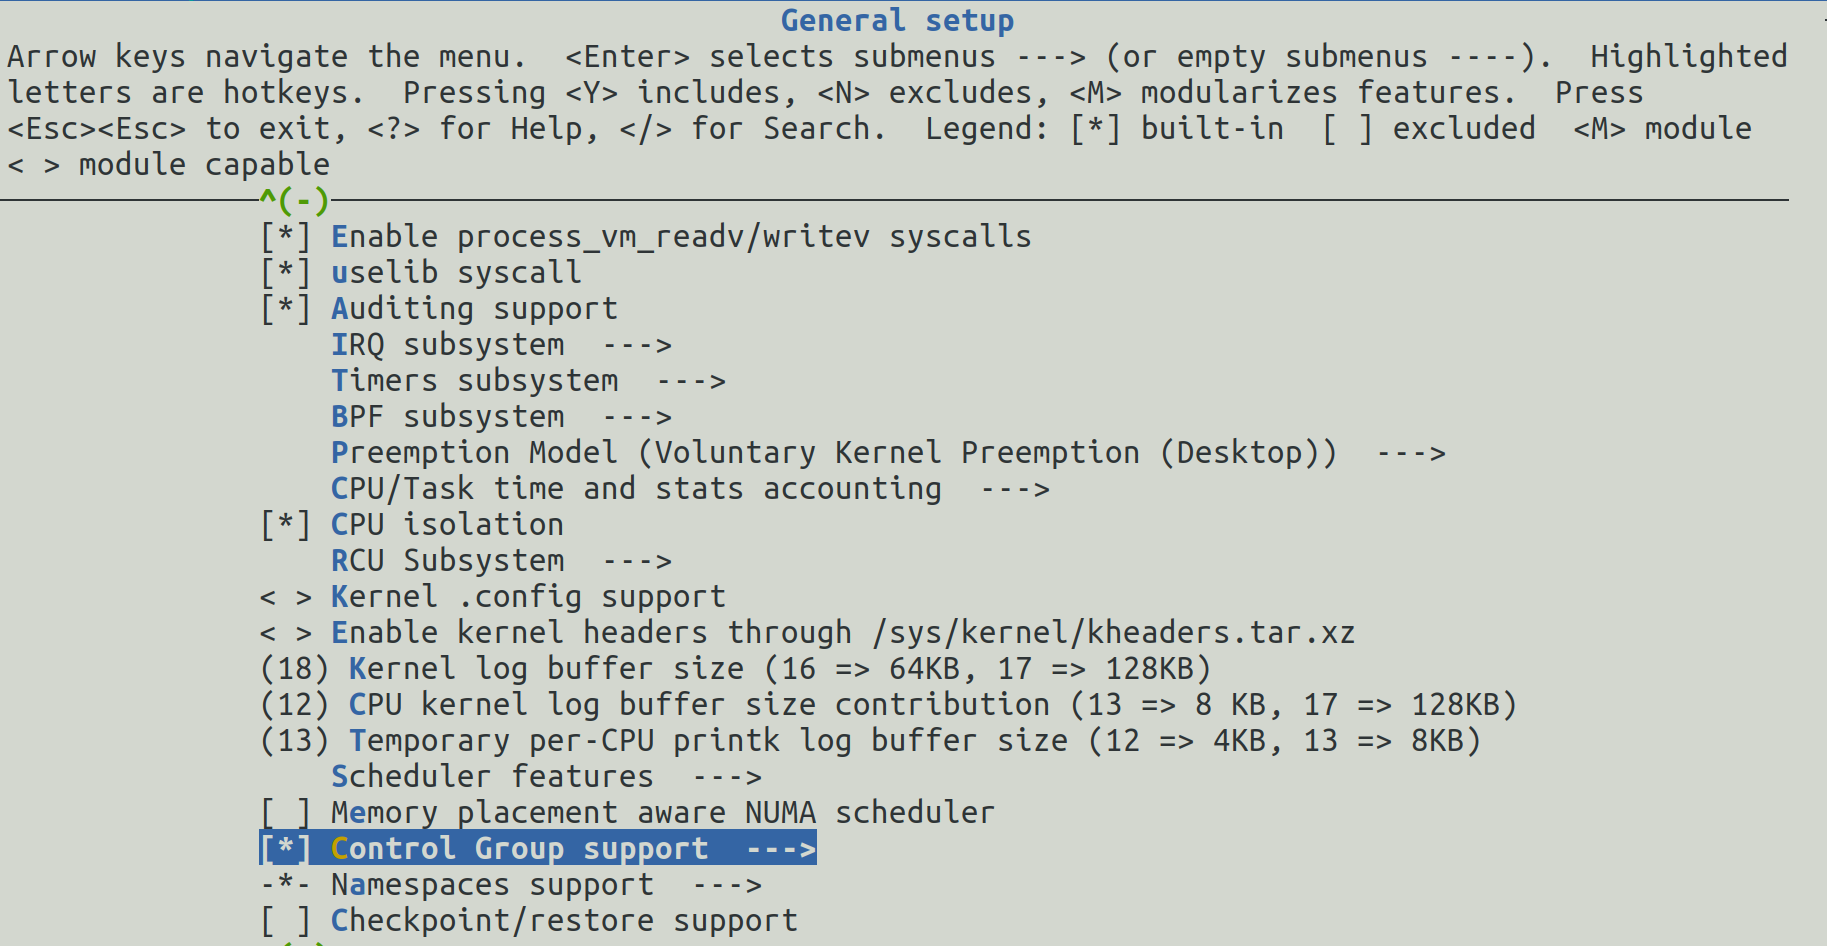 General setup
Arrow keys navigate the menu.  <Enter> selects submenus ---> (or empty submenus ----).  Highlighted
letters are hotkeys.  Pressing <Y> includes, <N> excludes, <M> modularizes features.  Press
<Esc><Esc> to exit, <?> for Help, </> for Search.  Legend: [*] built-in  [ ] excluded  <M> module
< > module capable
^(-)
[*] Enable process_vm_readv/writev syscalls
[*] uselib syscall
[*] Auditing support
IRQ subsystem  --->
Timers subsystem  --->
BPF subsystem  --->
Preemption Model (Voluntary Kernel Preemption (Desktop))  --->
CPU/Task time and stats accounting  --->
[*] CPU isolation
RCU Subsystem  --->
< > Kernel .config support
< > Enable kernel headers through /sys/kernel/kheaders.tar.xz
(18) Kernel log buffer size (16 => 64KB, 17 => 128KB)
(12) CPU kernel log buffer size contribution (13 => 8 KB, 17 => 128KB)
(13) Temporary per-CPU printk log buffer size (12 => 4KB, 13 => 8KB)
Scheduler features  --->
[ ] Memory placement aware NUMA scheduler
[*] Control Group support  --->
-*- Namespaces support  --->
[ ] Checkpoint/restore support